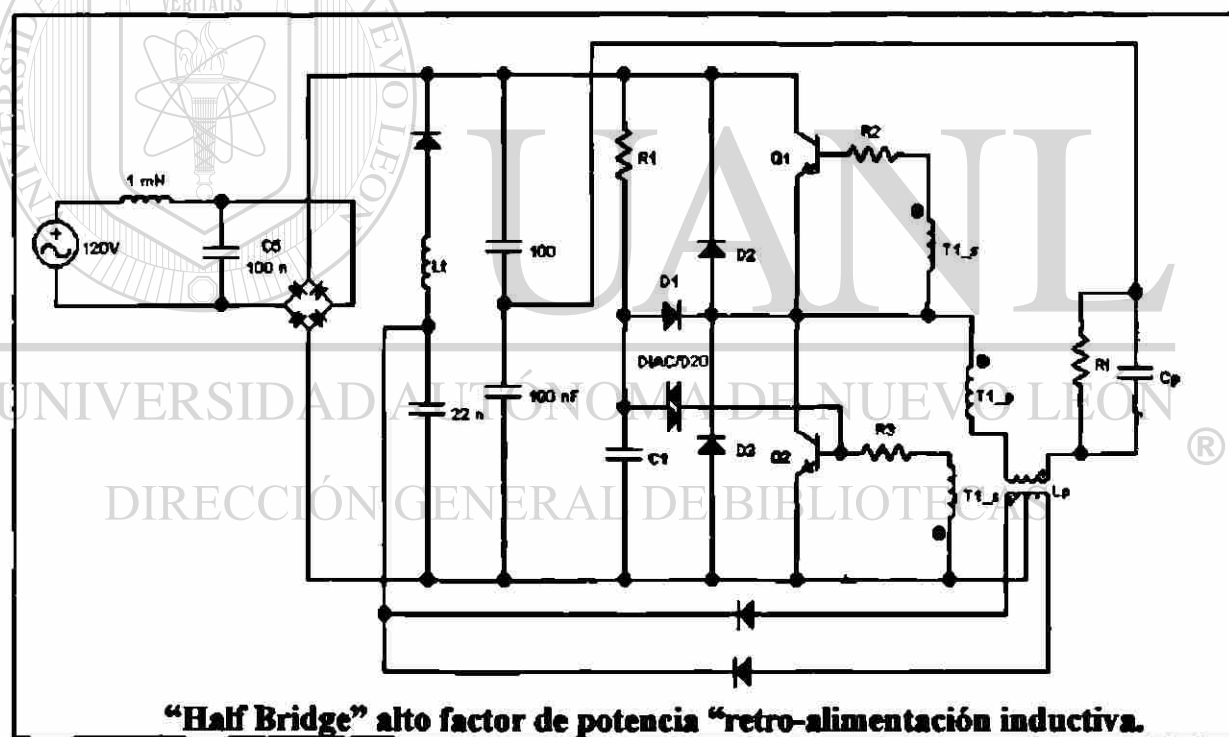 VERITATIS
UNIVERSIDAD AUTÓNOMA DE NUEVO LEÓN
®
DIRECCIÓN GENERAL DE BIBLIOTECAS
UANL
1 mH
120V
C5
100 n
Lt
22 n
100
100 nF
R1
D1
DIAC/D20
C1
D2
D3
Q1
Q2
R2
T1_s
R3
T1_s
T1_p
Lp
Rl
Cp
“Half Bridge” alto factor de potencia “retro-alimentación inductiva.